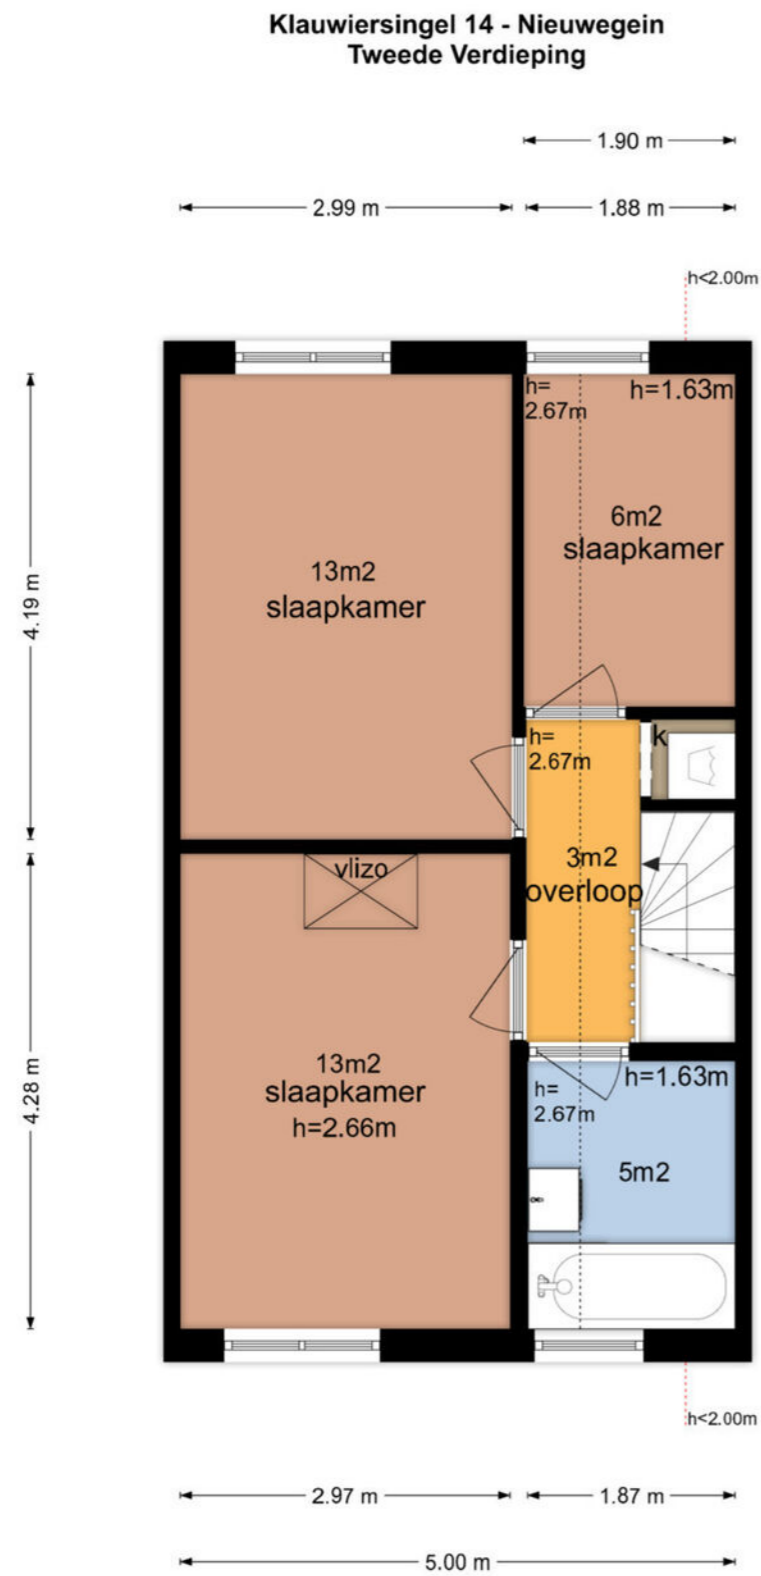 Klauwiersingel 14 - Nieuwegein
Tweede Verdieping
1.90 m
2.99 m
1.88 m
h<2.00m
h=
2.67m
h=1.63m
6m2
slaapkamer
13m2
slaapkamer
4.19 m
h=
2.67m
k
3m2
overloop
vlizo
4.28 m
13m2
slaapkamer
h=2.66m
h=
2.67m
h=1.63m
5m2
h<2.00m
2.97 m
1.87 m
5.00 m